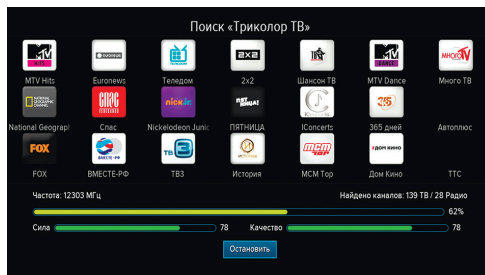 Поиск «Триколор ТВ»
MTV Hits Euronews Теледом 2x2 Шансон ТВ MTV Dance Много ТВ
National Geographi Спас Nickelodeon Junic ПЯТНИЦА IConcerts 365 дней Автоплюс
FOX ВМЕСТЕ-РФ ТВ3 История MCM Top Дом Кино ТТС
Частота: 12303 МГц Найдено каналов: 139 ТВ / 28 Радио
62%
Сила 78 Качество 78
Остановить